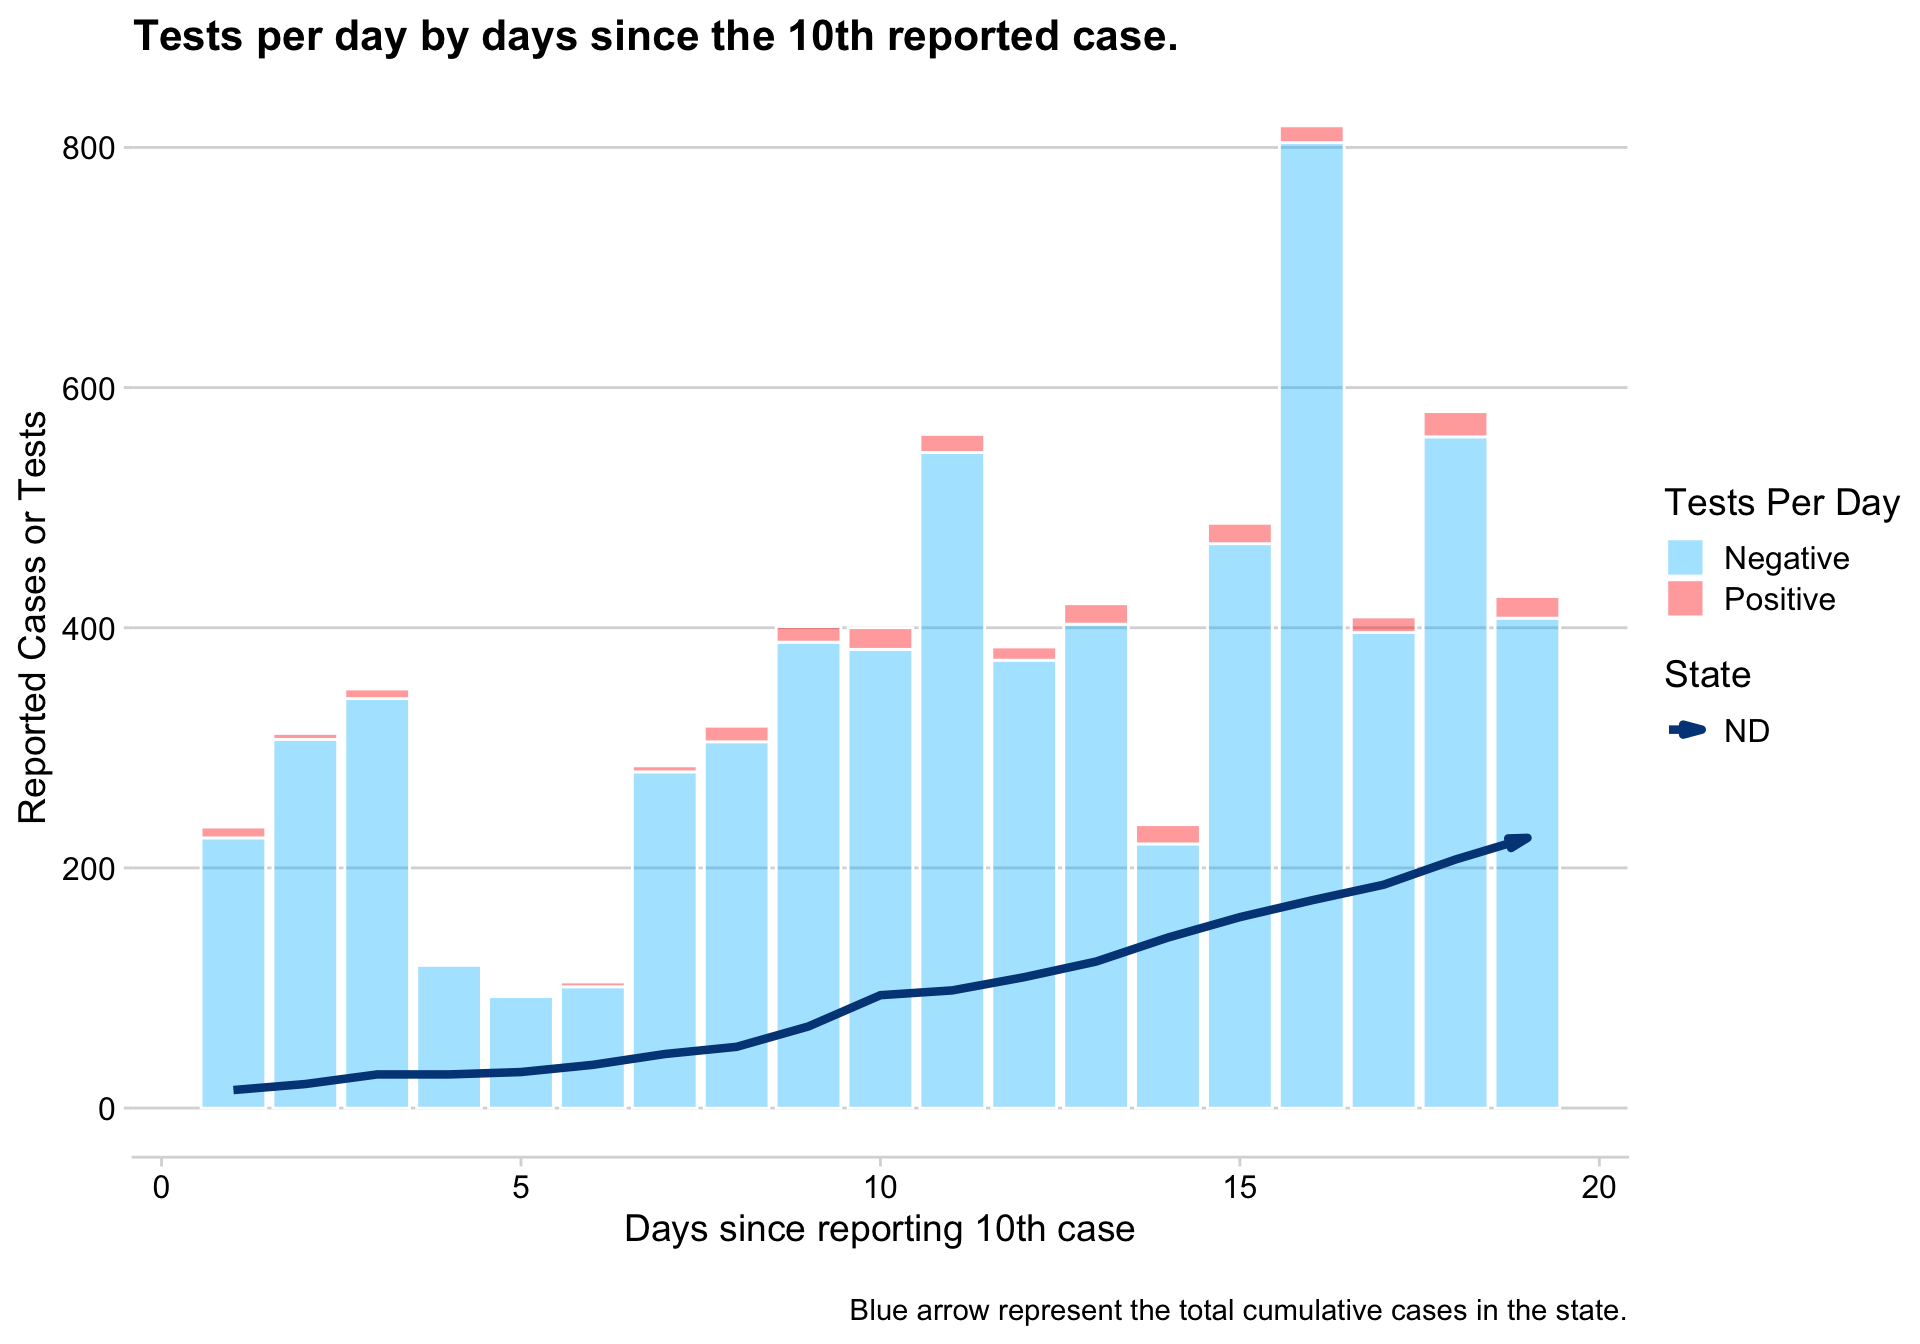 Tests per day by days since the 10th reported case.
800
600
400
200
0
Reported Cases or Tests
0 5 10 15 20
Days since reporting 10th case
Tests Per Day
Negative
Positive
State
ND
Blue arrow represent the total cumulative cases in the state.